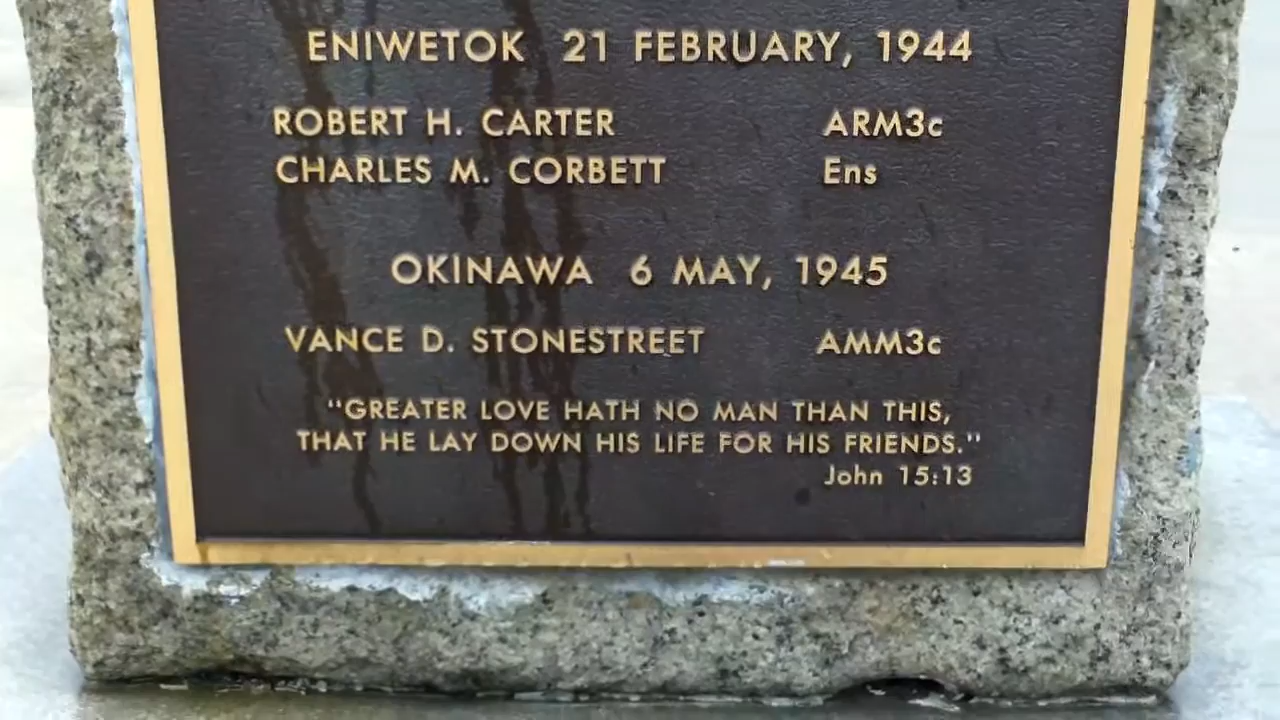 ENIWETOK 21 FEBRUARY, 1944
ROBERT H. CARTER ARM3c
CHARLES M. CORBETT Ens
OKINAWA 6 MAY, 1945
VANCE D. STONESTREET AMM3c
"GREATER LOVE HATH NO MAN THAN THIS,
THAT HE LAY DOWN HIS LIFE FOR HIS FRIENDS."
John 15:13